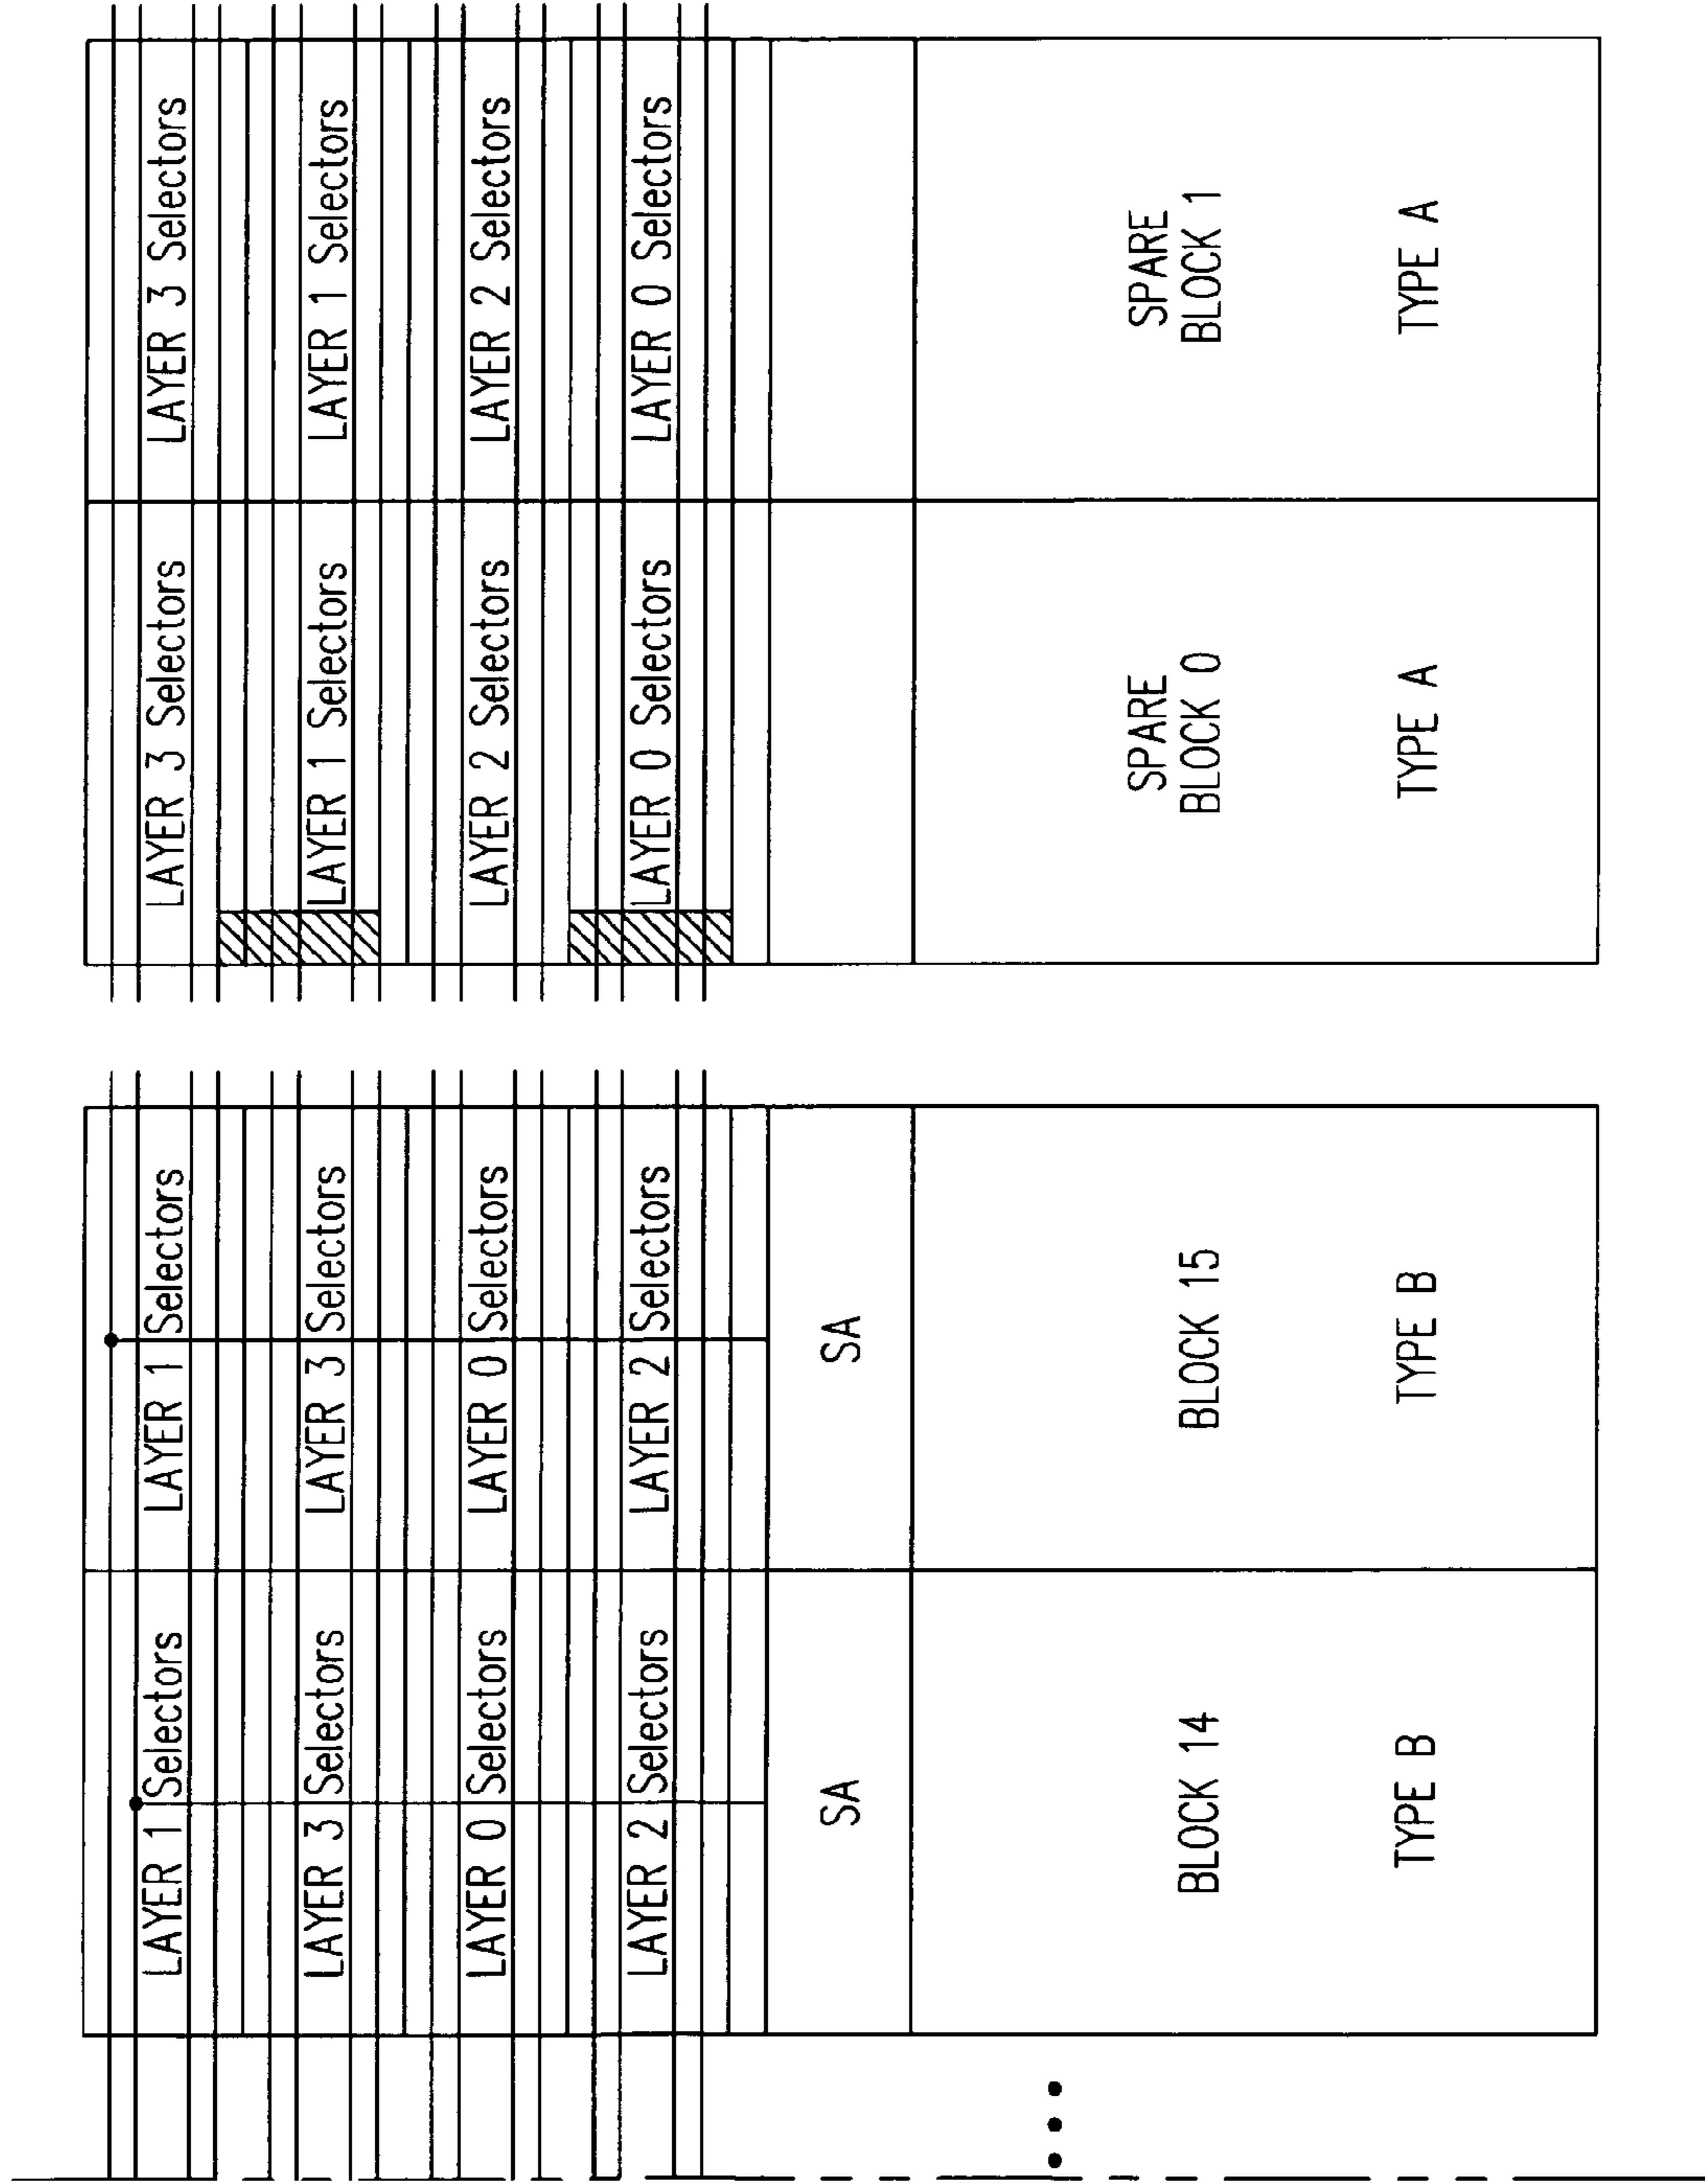 LAYER 1 Selectors
LAYER 3 Selectors
LAYER 0 Selectors
LAYER 2 Selectors
SA
BLOCK 14
TYPE B
LAYER 1 Selectors
LAYER 3 Selectors
LAYER 0 Selectors
LAYER 2 Selectors
SA
BLOCK 15
TYPE B
LAYER 3 Selectors
LAYER 1 Selectors
LAYER 2 Selectors
LAYER 0 Selectors
SPARE
BLOCK 0
TYPE A
LAYER 3 Selectors
LAYER 1 Selectors
LAYER 2 Selectors
LAYER 0 Selectors
SPARE
BLOCK 1
TYPE A